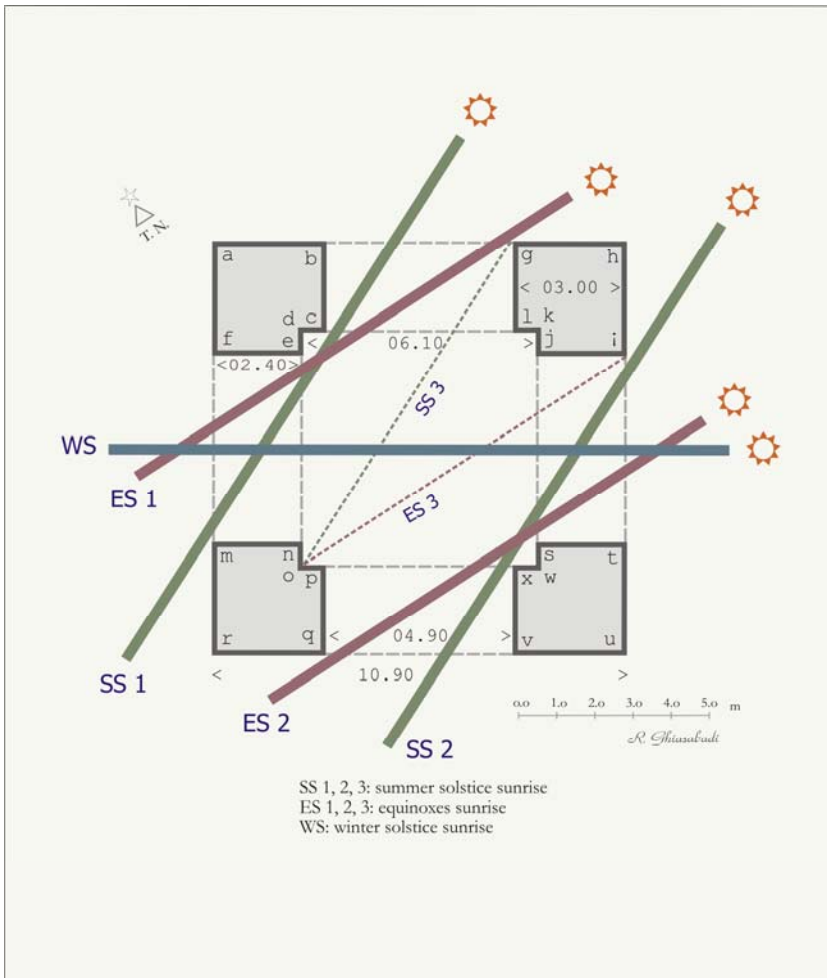 T. N.
a b g h
< 03.00 >
d c l k
f e j i
< 06.10 >
<02.40>
SS 3
WS
ES 1
ES 3
m n s t
o p x w
r q v u
< 04.90 >
< 10.90 >
SS 1
ES 2
SS 2
0.0 1.0 2.0 3.0 4.0 5.0 m
R. Ghiasabadi
SS 1, 2, 3: summer solstice sunrise
ES 1, 2, 3: equinoxes sunrise
WS: winter solstice sunrise